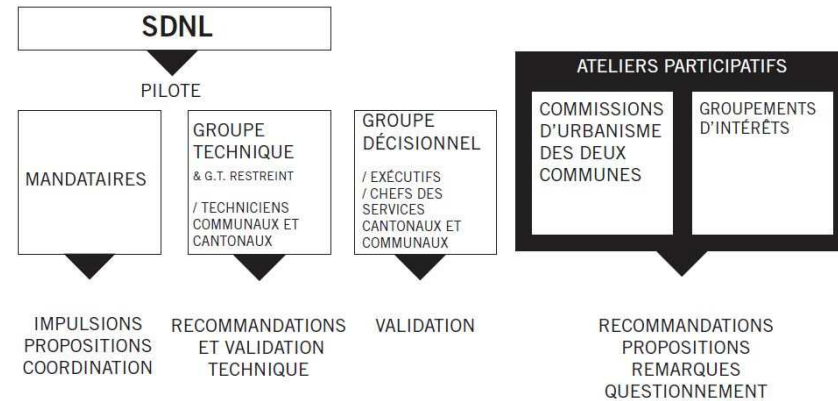 SDNL
PILOTE
MANDATAIRES
GROUPE
TECHNIQUE
& G.T. RESTREINT
/ TECHNICIENS
COMMUNAUX ET
CANTONAUX
GROUPE
DÉCISIONNEL
/ EXÉCUTIFS
/ CHEFS DES
SERVICES
CANTONAUX ET
COMMUNAUX
ATELIERS PARTICIPATIFS
COMMISSIONS
D'URBANISME
DES DEUX
COMMUNES
GROUPEMENTS
D'INTÉRÊTS
IMPULSIONS
PROPOSITIONS
COORDINATION
RECOMMANDATIONS
ET VALIDATION
TECHNIQUE
VALIDATION
RECOMMANDATIONS
PROPOSITIONS
REMARQUES
QUESTIONNEMENT